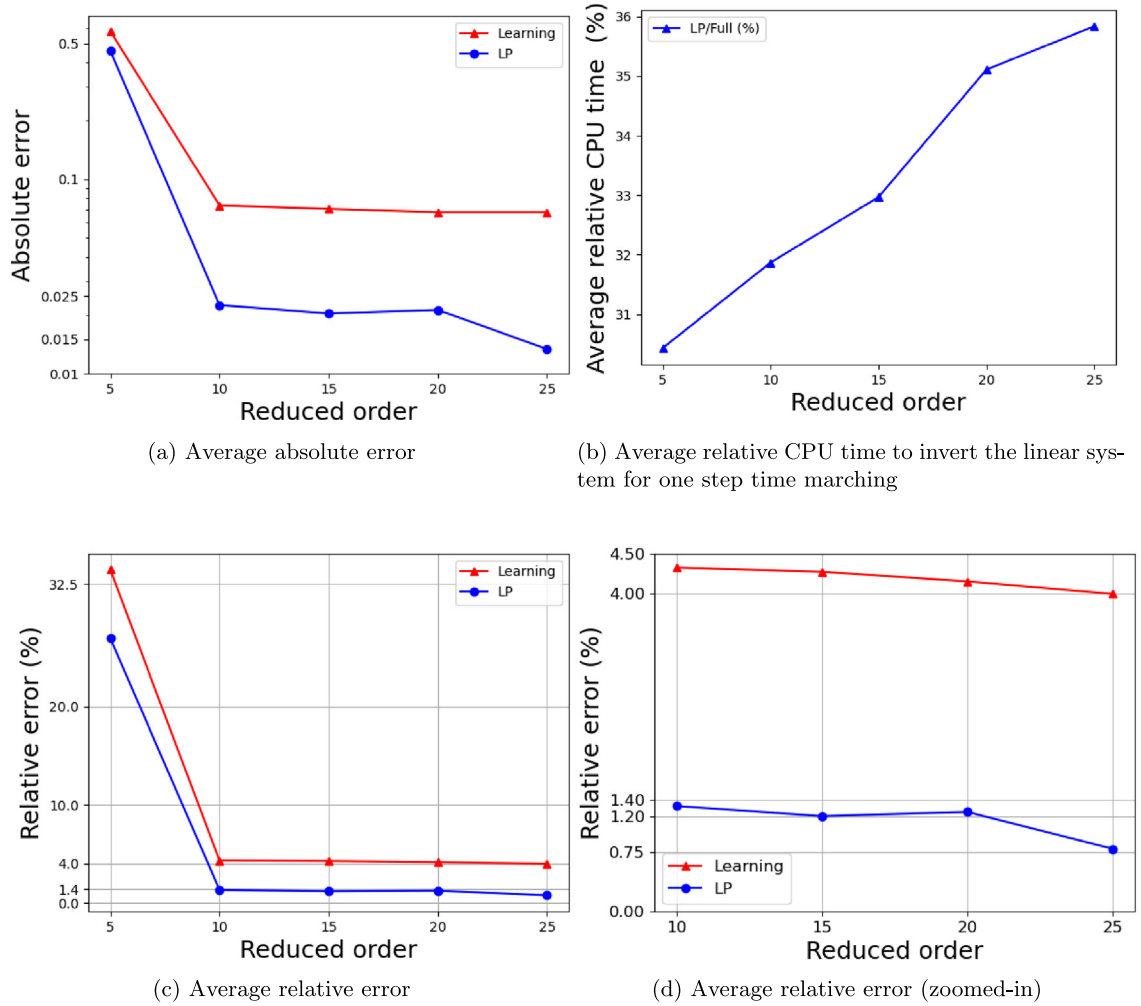 0.5
0.1
0.025
0.015
0.01
Absolute error
Learning
LP
5 10 15 20 25
Reduced order
(a) Average absolute error
36
35
34
33
32
31
Average relative CPU time (%)
LP/Full (%)
5 10 15 20 25
Reduced order
(b) Average relative CPU time to invert the linear sys-
tem for one step time marching
32.5
20.0
10.0
4.0
1.4
0.0
Relative error (%)
Learning
LP
5 10 15 20 25
Reduced order
(c) Average relative error
4.50
4.00
1.40
1.20
0.75
0.00
Relative error (%)
Learning
LP
10 15 20 25
Reduced order
(d) Average relative error (zoomed-in)